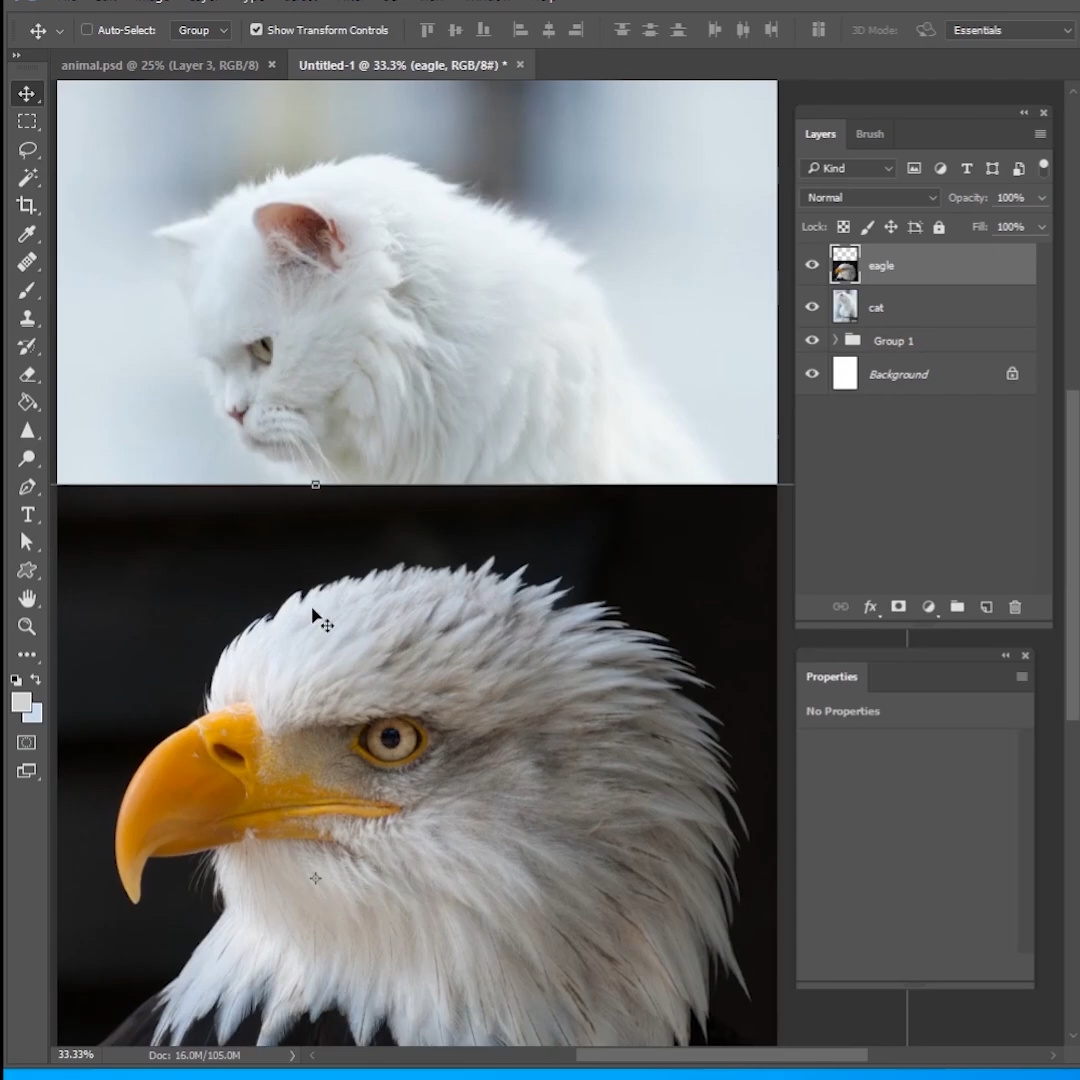 Auto-Select: Group Show Transform Controls 3D Mode: Essentials
animal.psd @ 25% (Layer 3, RGB/8) × Untitled-1 @ 33.3% (eagle, RGB/8#) * ×
Layers Brush
Kind
Normal Opacity: 100%
Lock: Fill: 100%
eagle
cat
Group 1
Background
Properties
No Properties
33.33% Doc: 16.0M/105.0M